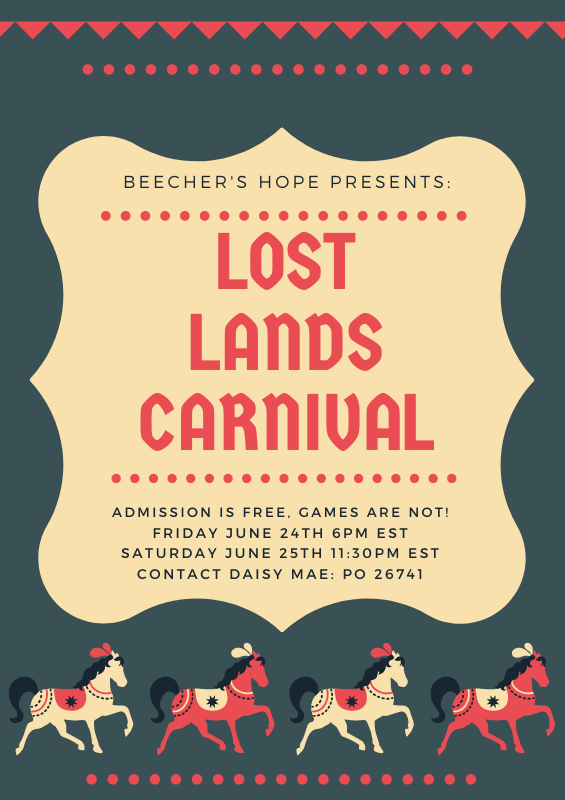 BEECHER'S HOPE PRESENTS:
LOST
LANDS
CARNIVAL
ADMISSION IS FREE, GAMES ARE NOT!
FRIDAY JUNE 24TH 6PM EST
SATURDAY JUNE 25TH 11:30PM EST
CONTACT DAISY MAE: PO 26741